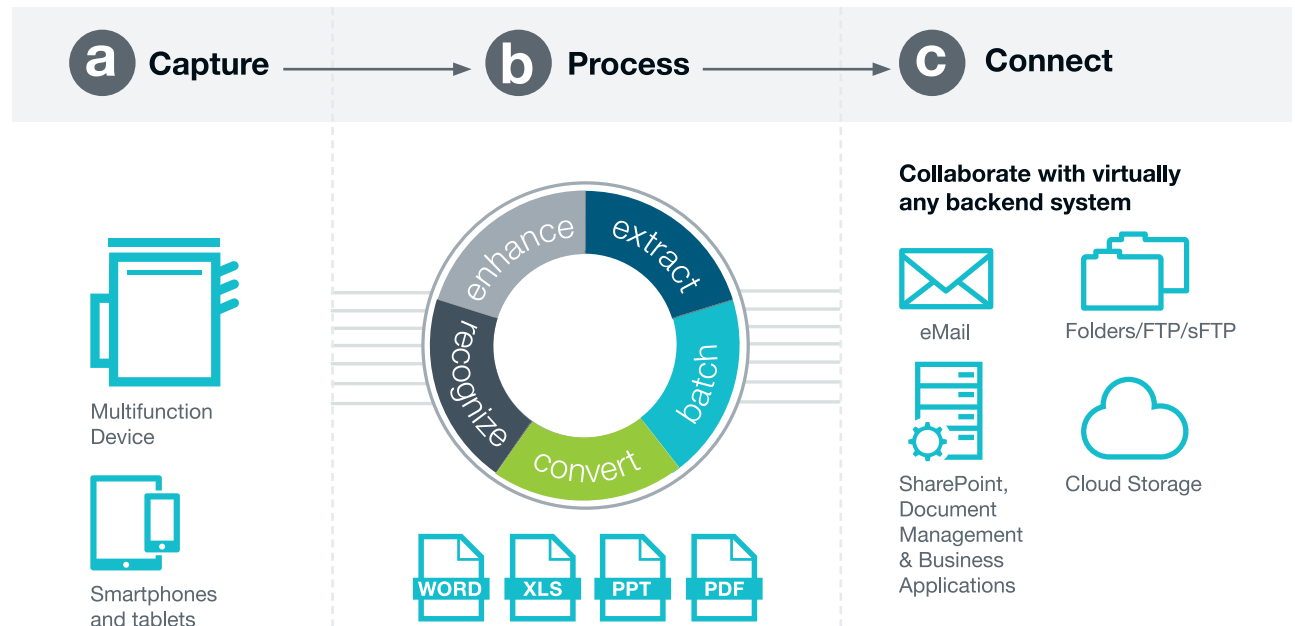 a Capture
b Process
c Connect
Multifunction
Device
Smartphones
and tablets
enhance
extract
batch
convert
recognize
WORD
XLS
PPT
PDF
Collaborate with virtually
any backend system
eMail
Folders/FTP/sFTP
SharePoint,
Document
Management
& Business
Applications
Cloud Storage